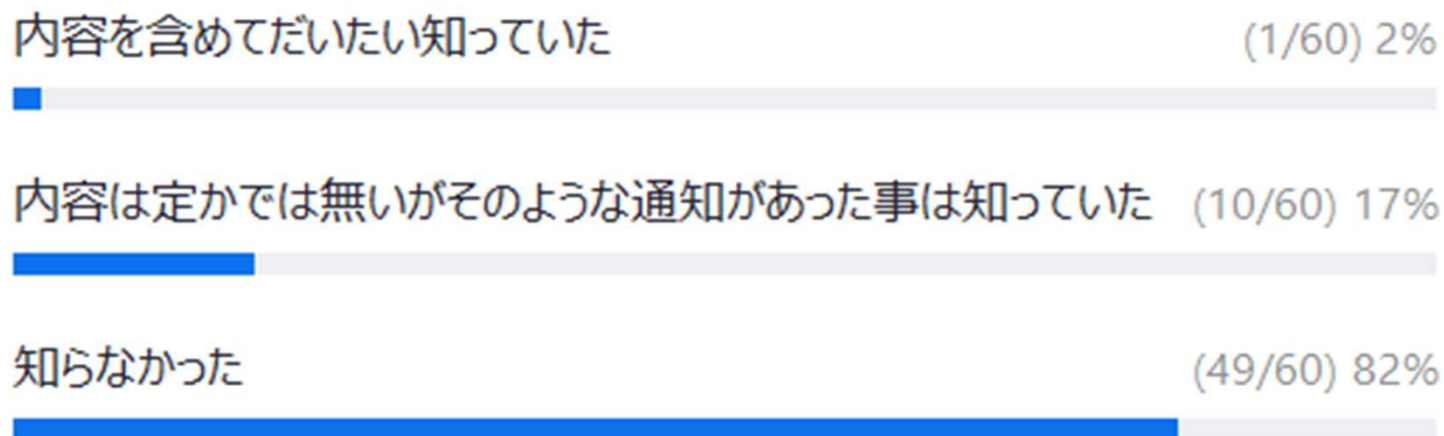 内容を含めてだいたい知っていた (1/60) 2%
内容は定かでは無いがそのような通知があった事は知っていた (10/60) 17%
知らなかった (49/60) 82%